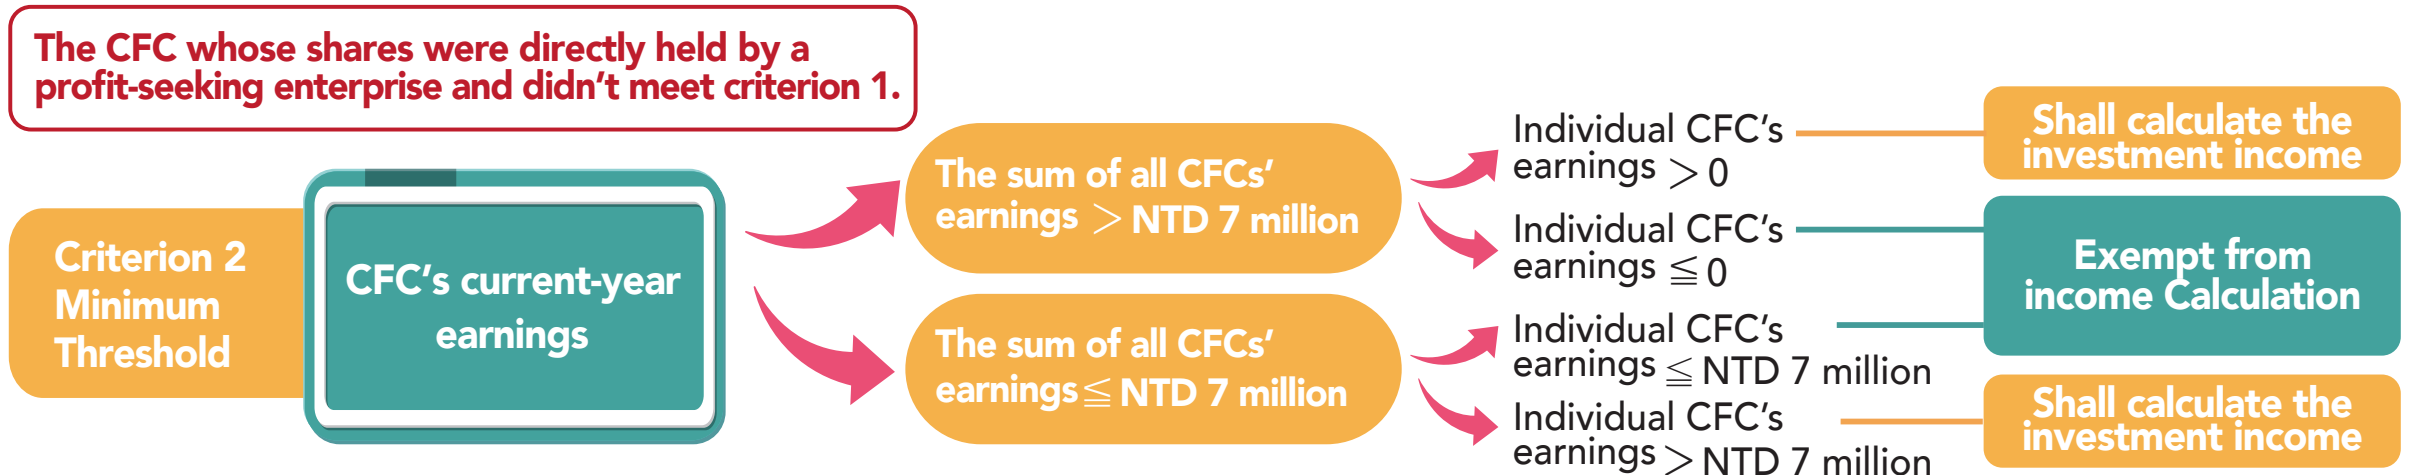 The CFC whose shares were directly held by a
profit-seeking enterprise and didn't meet criterion 1.
Criterion 2
Minimum
Threshold
CFC's current-year
earnings
The sum of all CFCs'
earnings > NTD 7 million
The sum of all CFCs'
earnings ≦ NTD 7 million
Individual CFC's
earnings > 0
Individual CFC's
earnings ≦ 0
Individual CFC's
earnings ≦ NTD 7 million
Individual CFC's
earnings > NTD 7 million
Shall calculate the
investment income
Exempt from
income Calculation
Shall calculate the
investment income